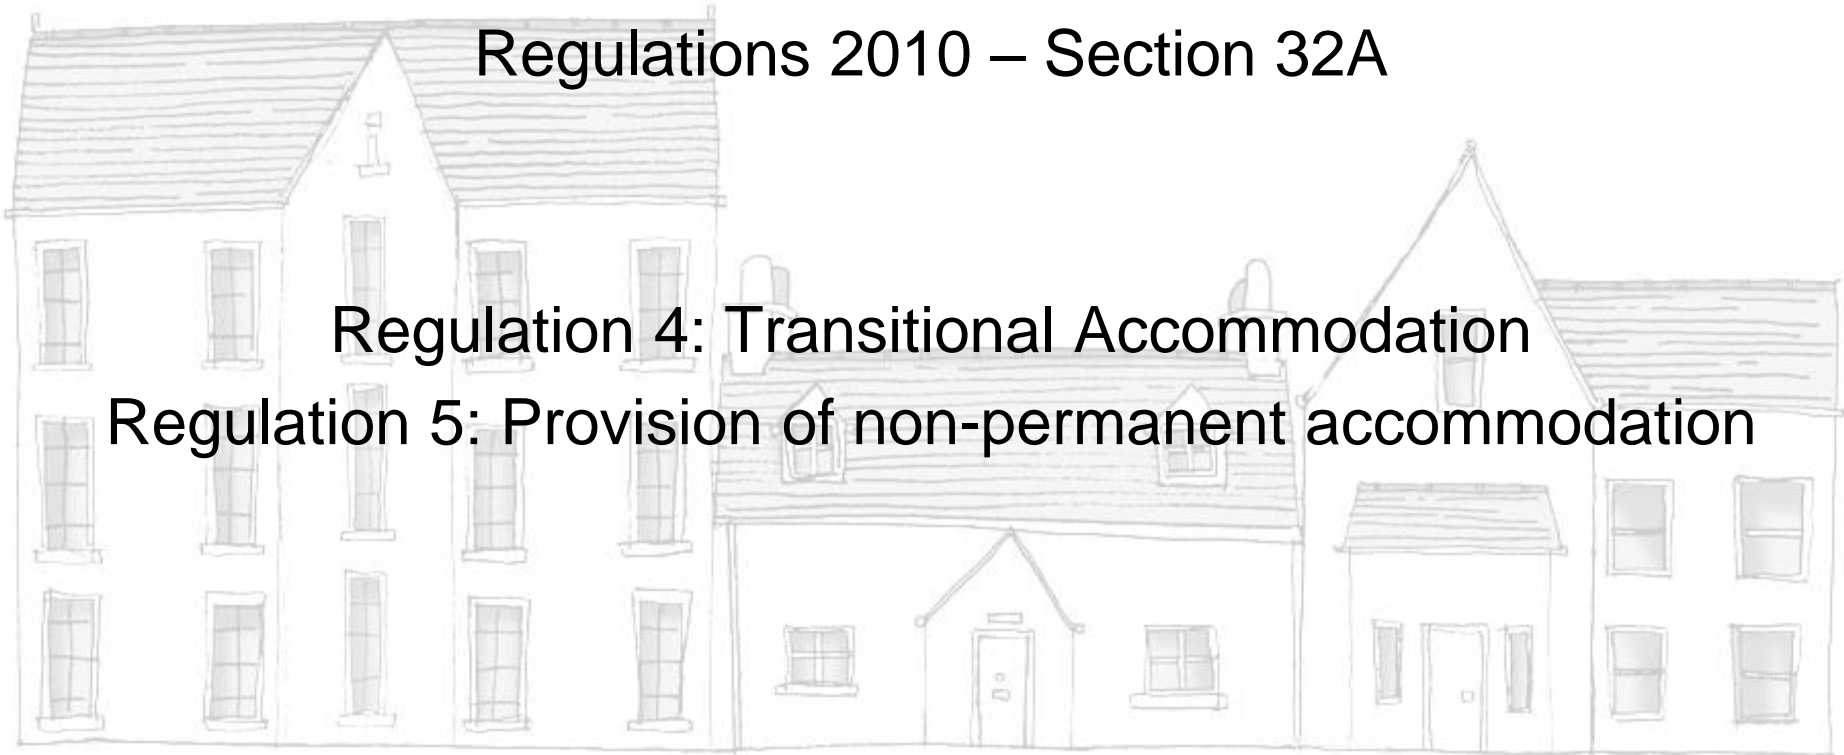 Regulations 2010 – Section 32A
Regulation 4: Transitional Accommodation
Regulation 5: Provision of non-permanent accommodation